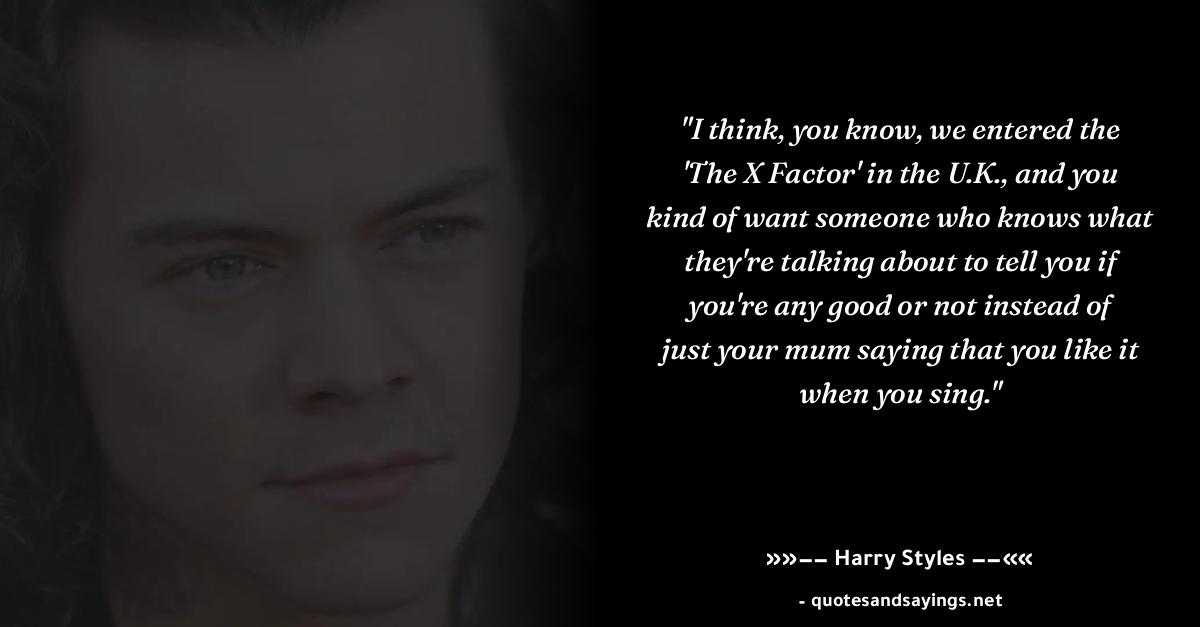 "I think, you know, we entered the
'The X Factor' in the U.K., and you
kind of want someone who knows what
they're talking about to tell you if
you're any good or not instead of
just your mum saying that you like it
when you sing."
»»−− Harry Styles −−««
- quotesandsayings.net